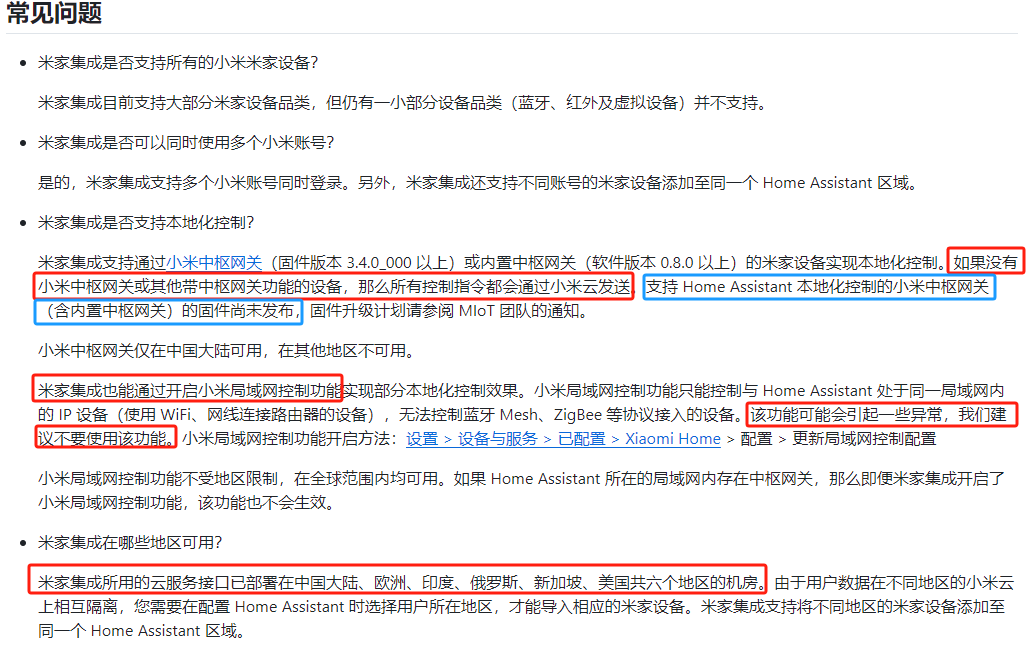 常见问题
米家集成是否支持所有的小米米家设备？
米家集成目前支持大部分米家设备品类，但仍有一小部分设备品类（蓝牙、红外及虚拟设备）并不支持。
米家集成是否可以同时使用多个小米账号？
是的，米家集成支持多个小米账号同时登录。另外，米家集成还支持不同账号的米家设备添加至同一个 Home Assistant 区域。
米家集成是否支持本地化控制？
米家集成支持通过小米中枢网关（固件版本 3.4.0_000 以上）或内置中枢网关（软件版本 0.8.0 以上）的米家设备实现本地化控制。如果没有
小米中枢网关或其他带中枢网关功能的设备，那么所有控制指令都会通过小米云发送。支持 Home Assistant 本地化控制的小米中枢网关
（含内置中枢网关）的固件尚未发布，固件升级计划请参阅 MIoT 团队的通知。
小米中枢网关仅在中国大陆可用，在其他地区不可用。
米家集成也能通过开启小米局域网控制功能实现部分本地化控制效果。小米局域网控制功能只能控制与 Home Assistant 处于同一局域网内
的 IP 设备（使用 WiFi、网线连接路由器的设备），无法控制蓝牙 Mesh、ZigBee 等协议接入的设备。该功能可能会引起一些异常，我们建
议不要使用该功能。小米局域网控制功能开启方法：设置 > 设备与服务 > 已配置 > Xiaomi Home > 配置 > 更新局域网控制配置
小米局域网控制功能不受地区限制，在全球范围内均可用。如果 Home Assistant 所在的局域网内存在中枢网关，那么即便米家集成开启了
小米局域网控制功能，该功能也不会生效。
米家集成在哪些地区可用？
米家集成所用的云服务接口已部署在中国大陆、欧洲、印度、俄罗斯、新加坡、美国共六个地区的机房。由于用户数据在不同地区的小米云
上相互隔离，您需要在配置 Home Assistant 时选择用户所在地区，才能导入相应的米家设备。米家集成支持将不同地区的米家设备添加至
同一个 Home Assistant 区域。